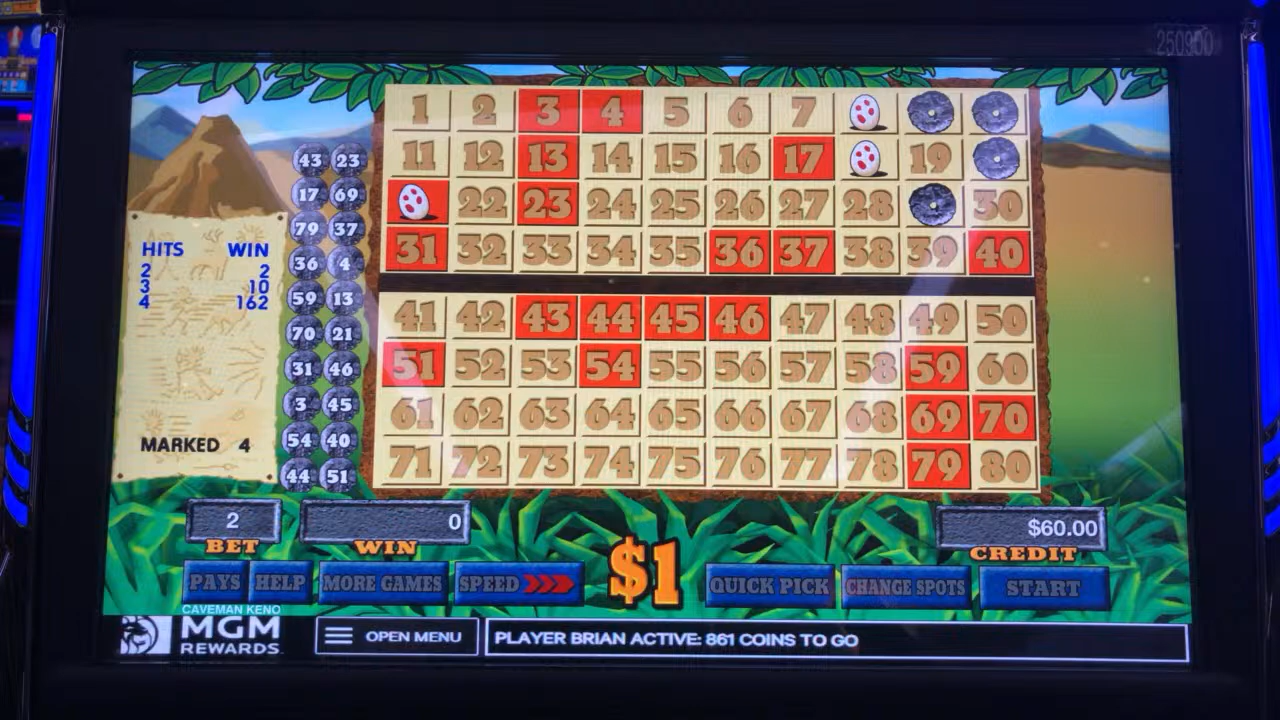 250900
1 2 3 4 5 6 7
11 12 13 14 15 16 17 19
22 23 24 25 26 27 28 30
31 32 33 34 35 36 37 38 39 40
41 42 43 44 45 46 47 48 49 50
51 52 53 54 55 56 57 58 59 60
61 62 63 64 65 66 67 68 69 70
71 72 73 74 75 76 77 78 79 80
43 23
17 69
79 37
36 4
59 13
70 21
31 46
3 45
54 40
44 51
HITS WIN
2 2
3 10
4 162
MARKED 4
2
BET
0
WIN
$1
$60.00
CREDIT
PAYS HELP MORE GAMES SPEED QUICK PICK CHANGE SPOTS START
CAVEMAN KENO
MGM
REWARDS
OPEN MENU
PLAYER BRIAN ACTIVE: 861 COINS TO GO